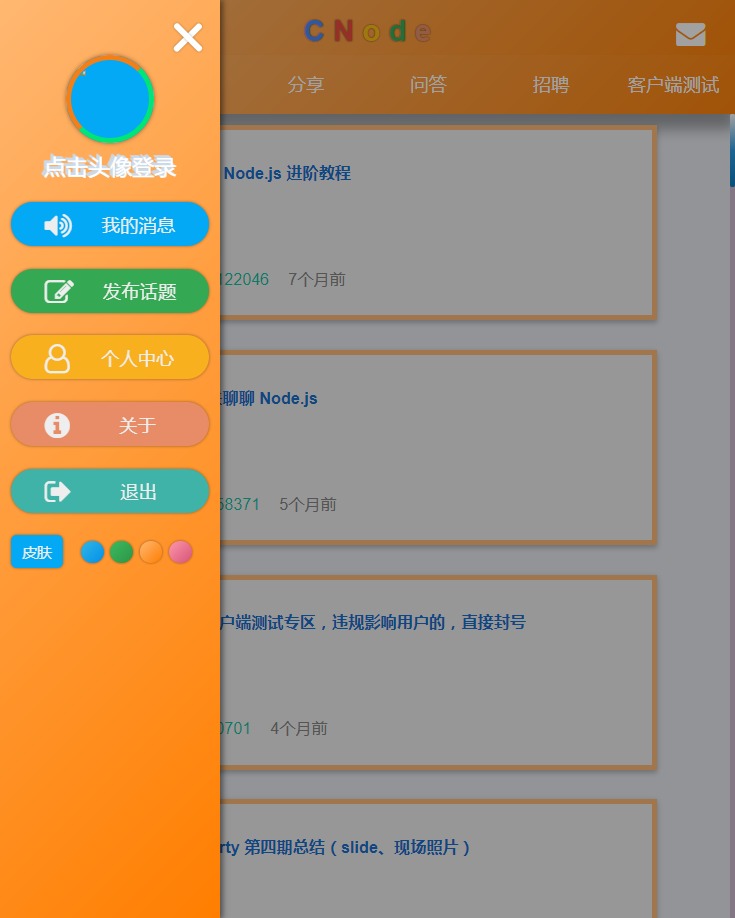 CNode
分享 问答 招聘 客户端测试
点击头像登录
我的消息
发布话题
个人中心
关于
退出
皮肤
Node.js 进阶教程
122046 7个月前
聊聊 Node.js
58371 5个月前
户端测试专区，违规影响用户的，直接封号
0701 4个月前
rty 第四期总结（slide、现场照片）